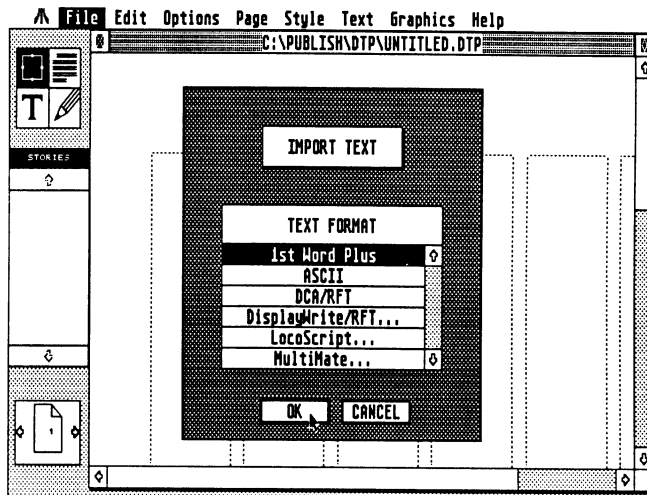 File Edit Options Page Style Text Graphics Help
C:\PUBLISH\DTP\UNTITLED.DTP
T
STORIES
1
IMPORT TEXT
TEXT FORMAT
1st Word Plus
ASCII
DCA/RFT
DisplayWrite/RFT...
LocoScript...
MultiMate...
OK CANCEL